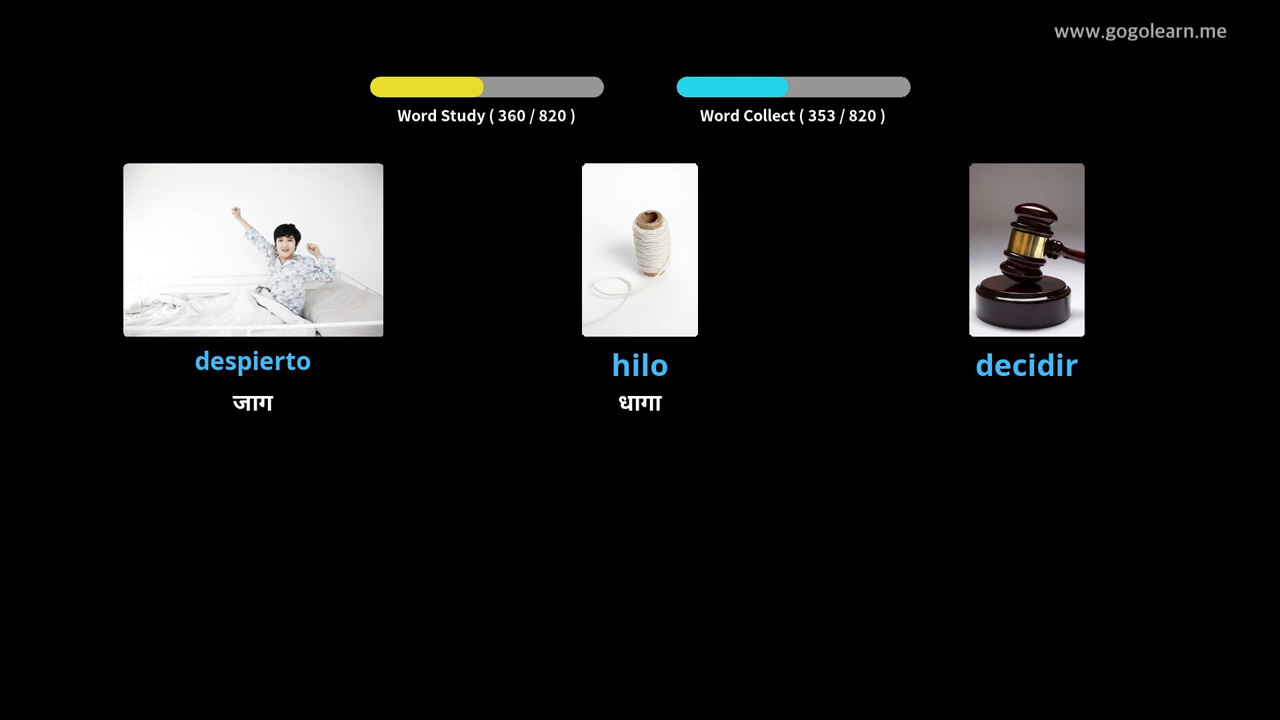 www.gogolearn.me
Word Study ( 360 / 820 )
Word Collect ( 353 / 820 )
despierto
जाग
hilo
धागा
decidir